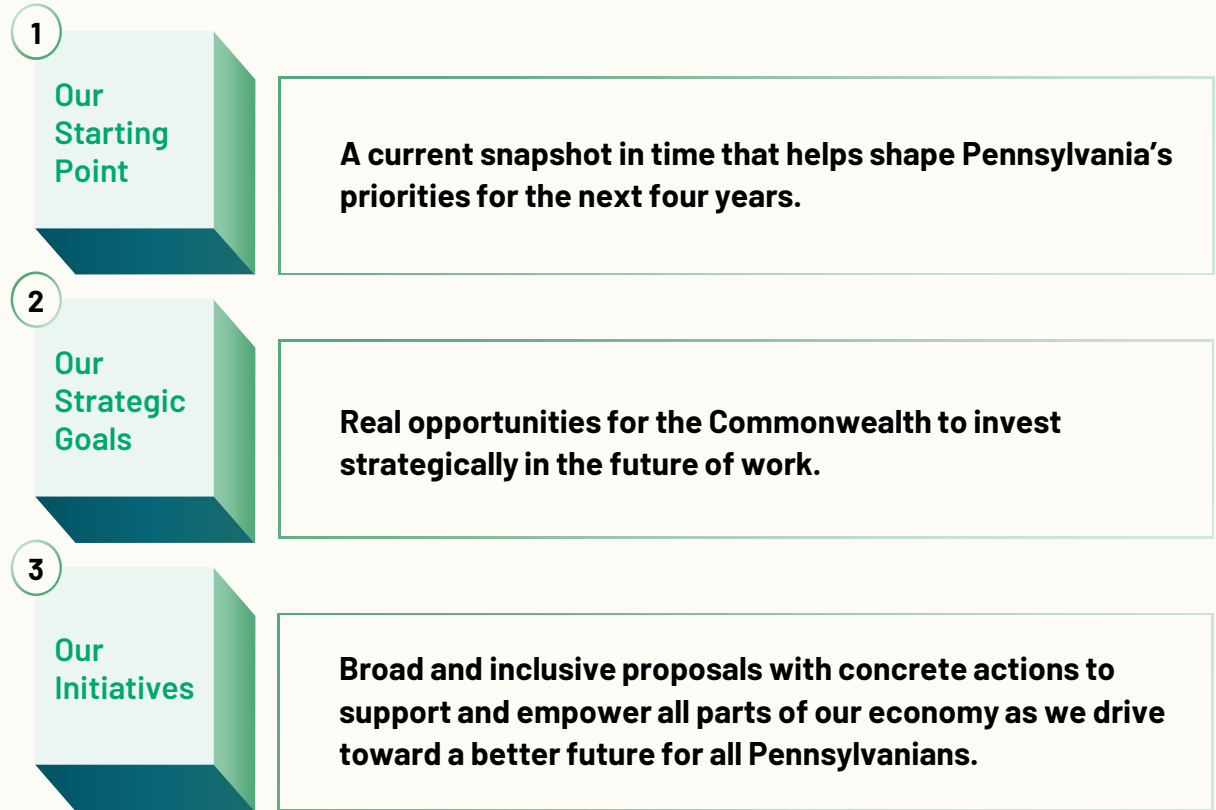 1
Our
Starting
Point
A current snapshot in time that helps shape Pennsylvania’s
priorities for the next four years.
2
Our
Strategic
Goals
Real opportunities for the Commonwealth to invest
strategically in the future of work.
3
Our
Initiatives
Broad and inclusive proposals with concrete actions to
support and empower all parts of our economy as we drive
toward a better future for all Pennsylvanians.